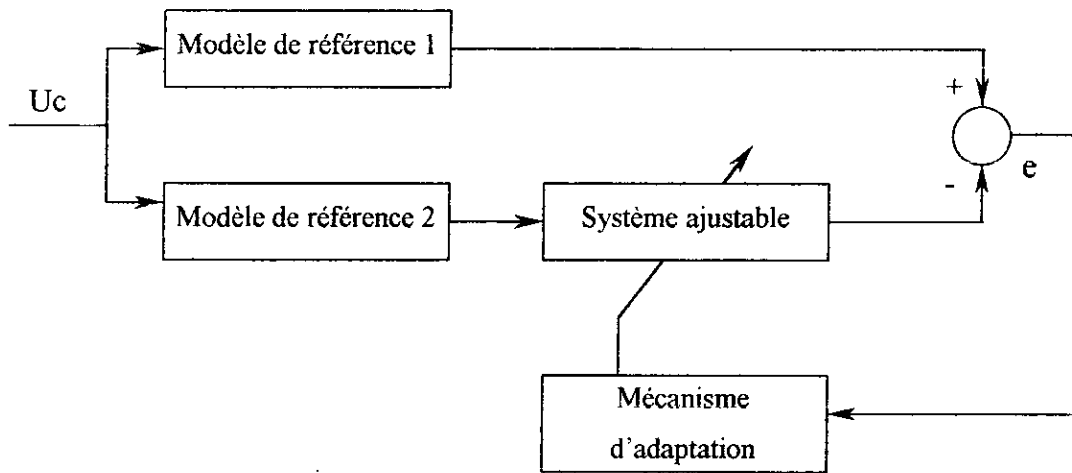 Modèle de référence 1
Uc
+
e
-
Modèle de référence 2
Système ajustable
Mécanisme
d'adaptation